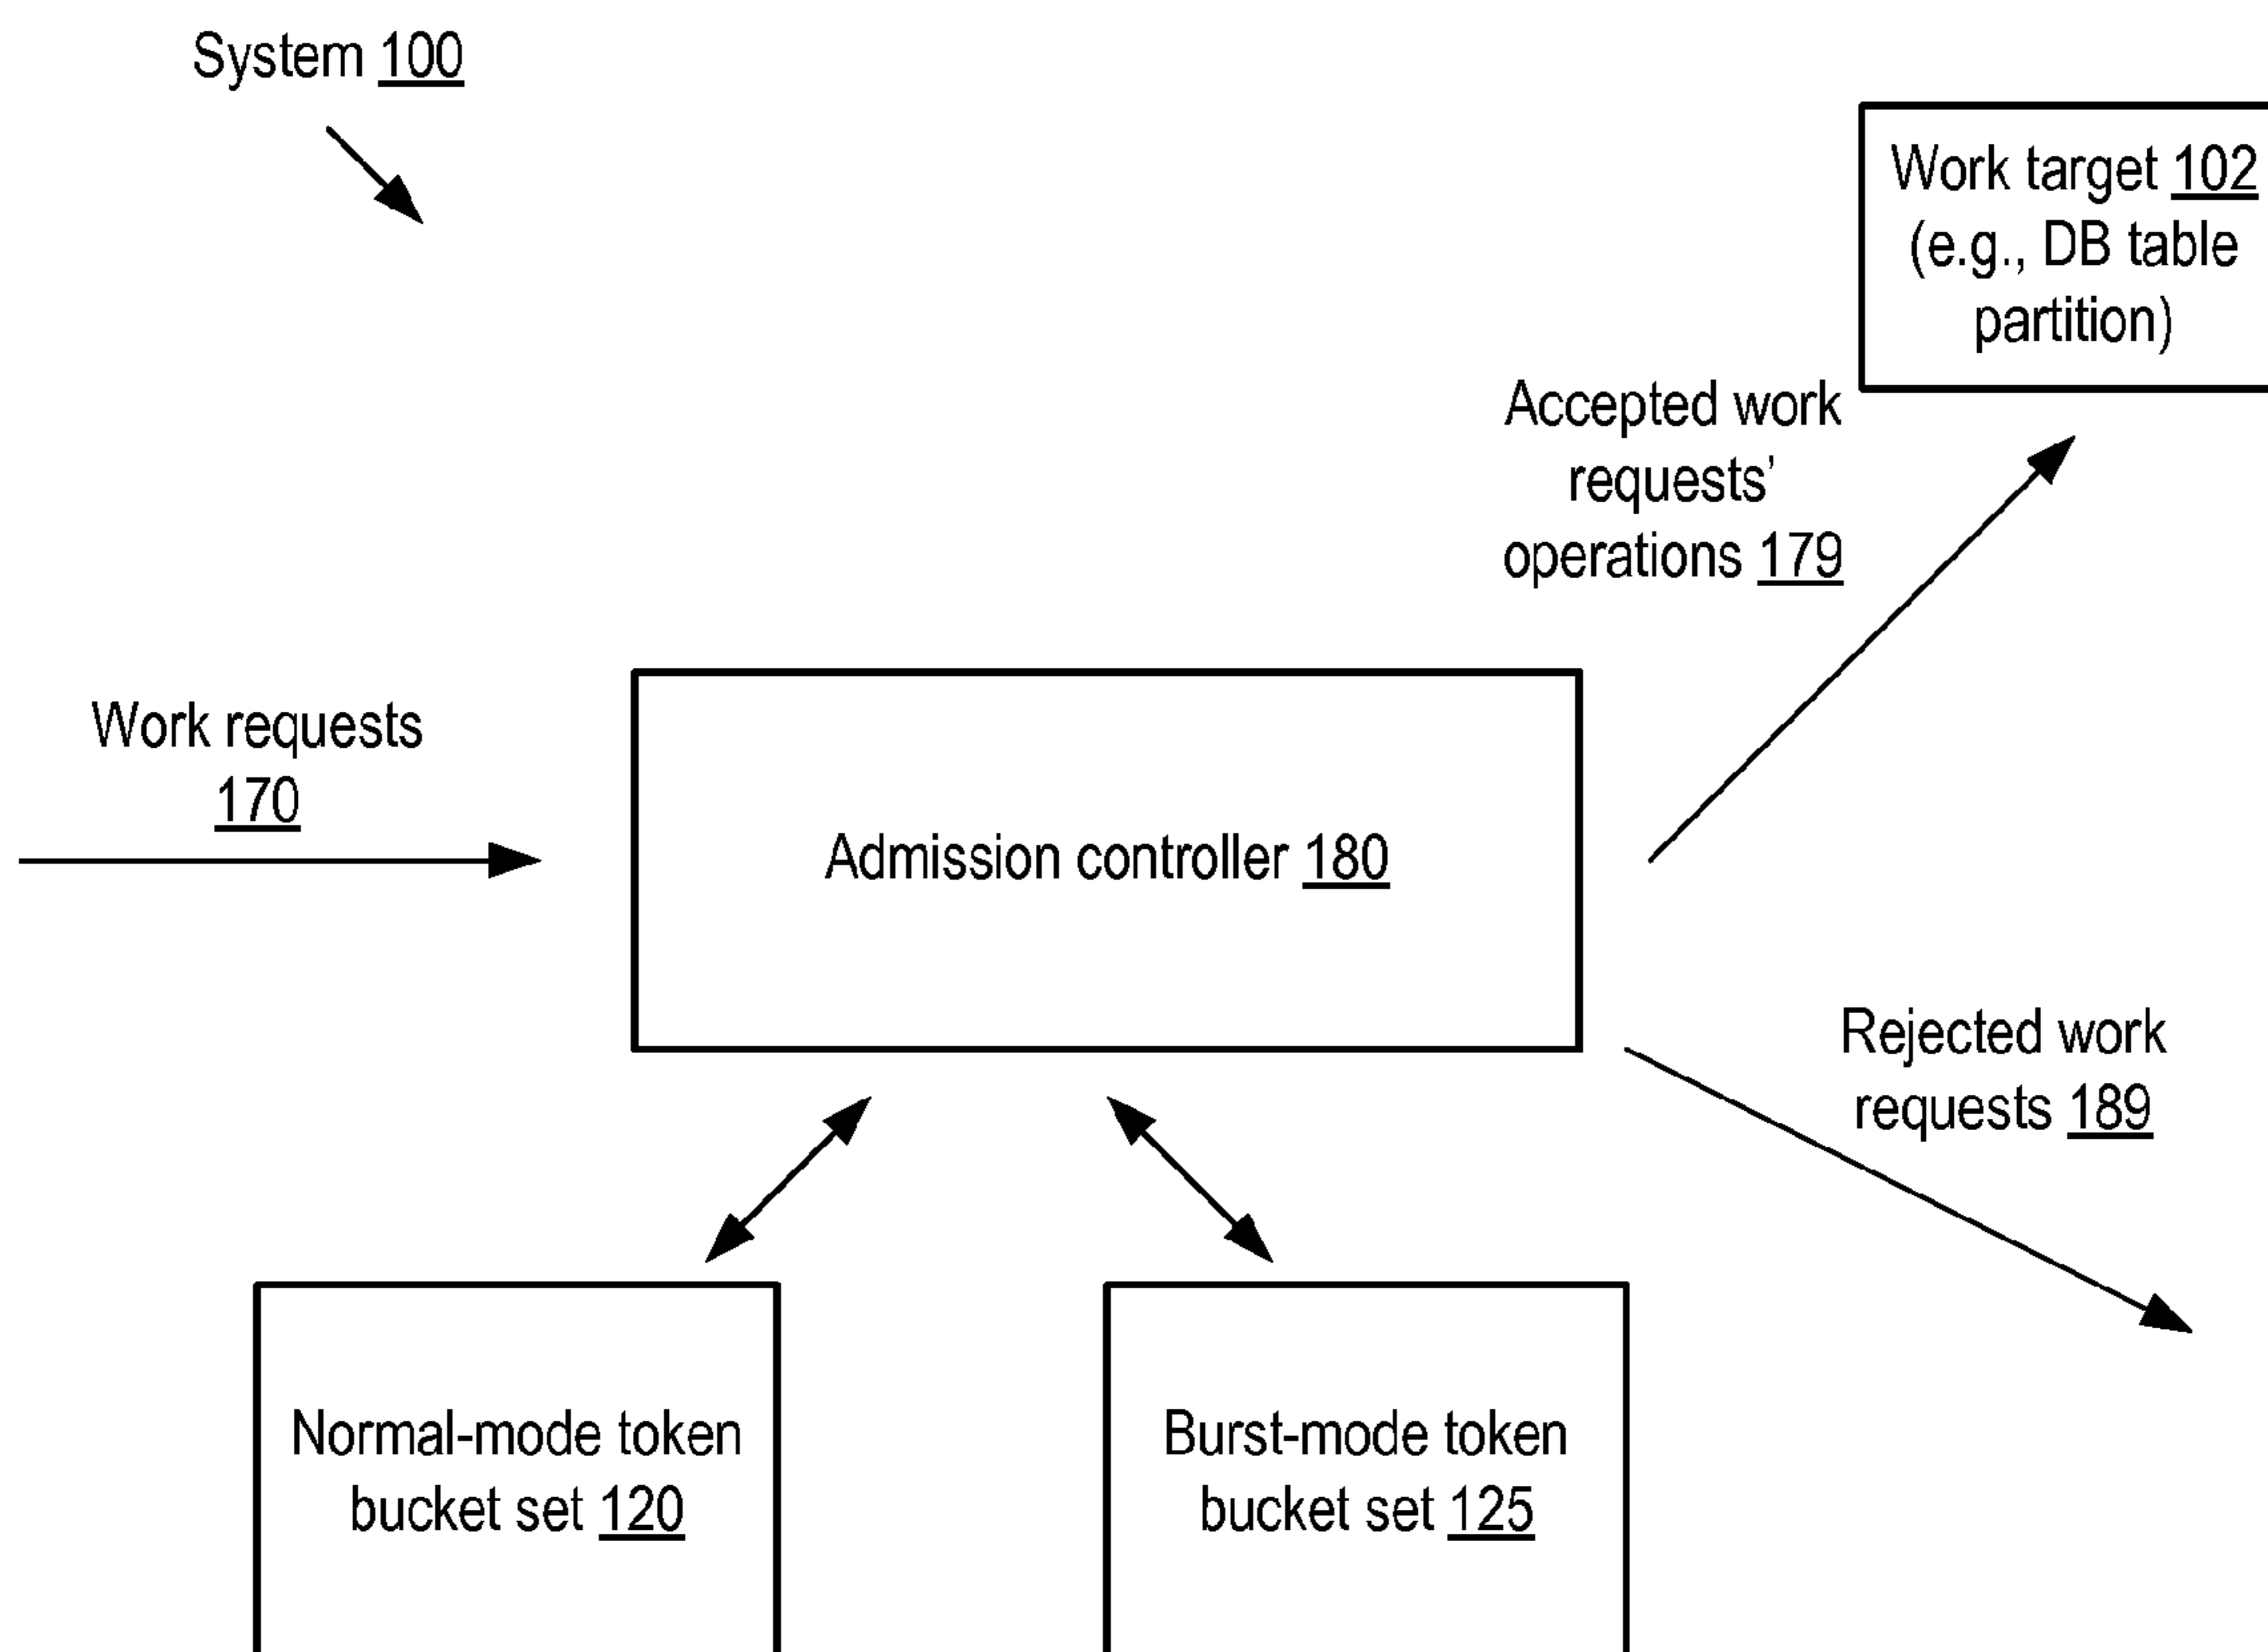 System 100
Work target 102
(e.g., DB table
partition)
Accepted work
requests’
operations 179
Work requests
170
Admission controller 180
Rejected work
requests 189
Normal-mode token
bucket set 120
Burst-mode token
bucket set 125